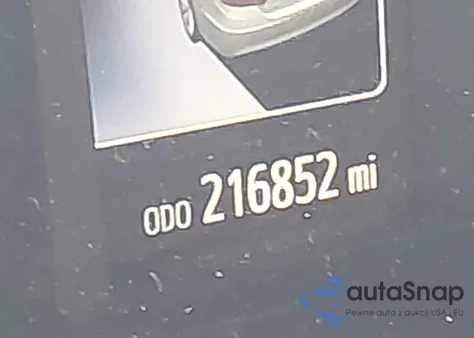 ODO 216852 mi
autaSnap
Pewne auta z aukcji USA i EU